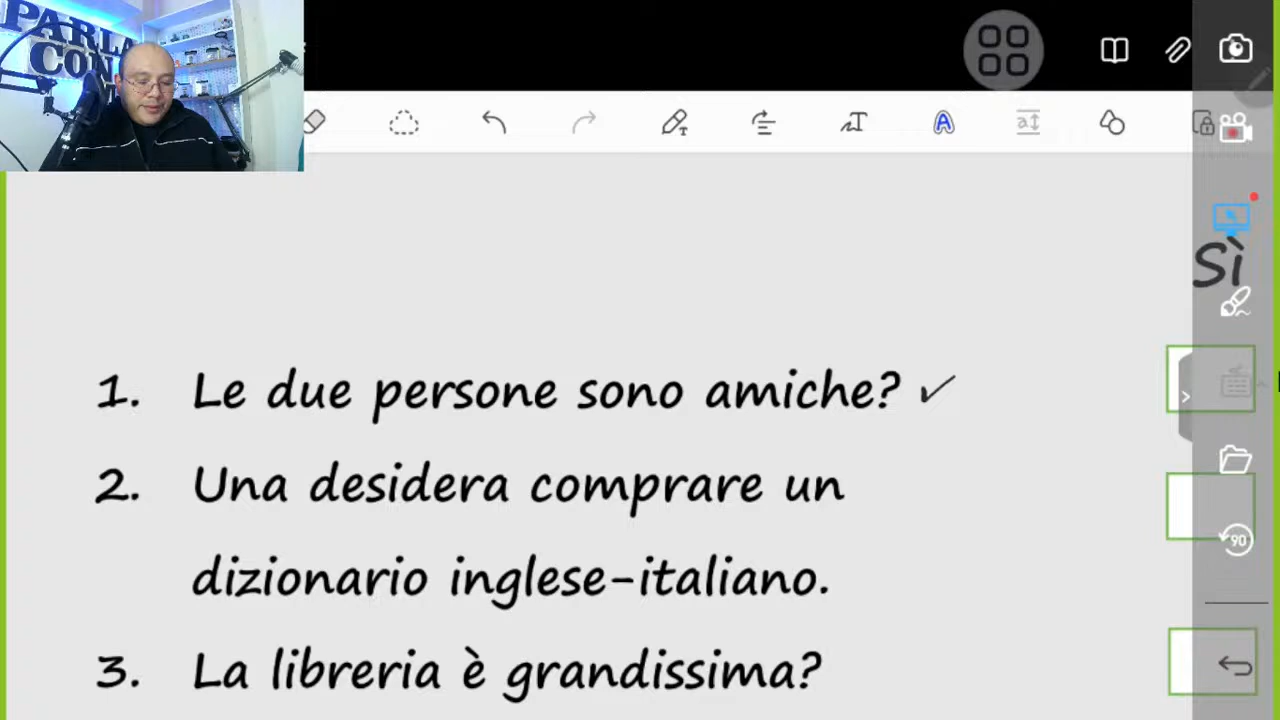 PARLA
CON
Sì
1. Le due persone sono amiche? ✓
2. Una desidera comprare un
dizionario inglese-italiano.
3. La libreria è grandissima?